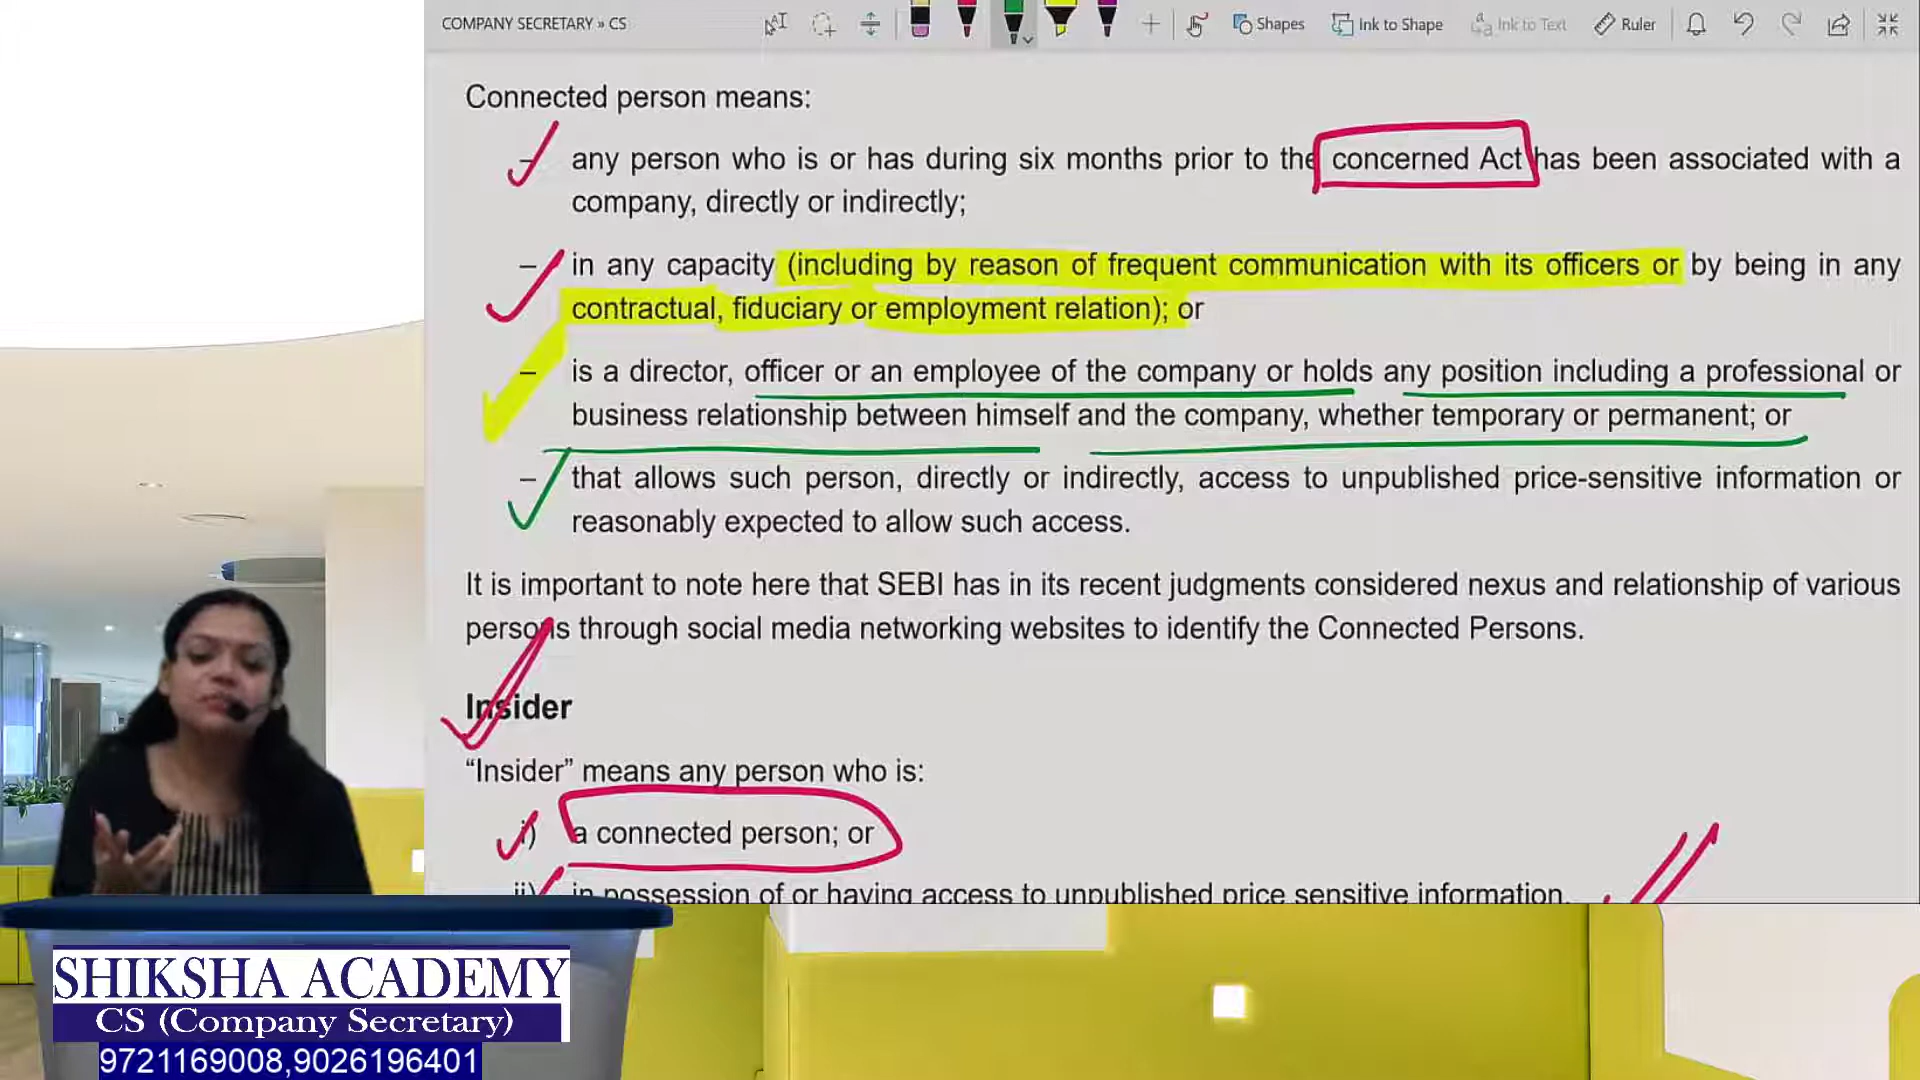 COMPANY SECRETARY » CS
Shapes
Ink to Shape
Ink to Text
Ruler
Connected person means:
– any person who is or has during six months prior to the concerned Act has been associated with a
company, directly or indirectly;
– in any capacity (including by reason of frequent communication with its officers or by being in any
contractual, fiduciary or employment relation); or
– is a director, officer or an employee of the company or holds any position including a professional or
business relationship between himself and the company, whether temporary or permanent; or
– that allows such person, directly or indirectly, access to unpublished price-sensitive information or
reasonably expected to allow such access.
It is important to note here that SEBI has in its recent judgments considered nexus and relationship of various
persons through social media networking websites to identify the Connected Persons.
Insider
“Insider” means any person who is:
i) a connected person; or
ii) in possession of or having access to unpublished price sensitive information.
SHIKSHA ACADEMY
CS (Company Secretary)
9721169008,9026196401